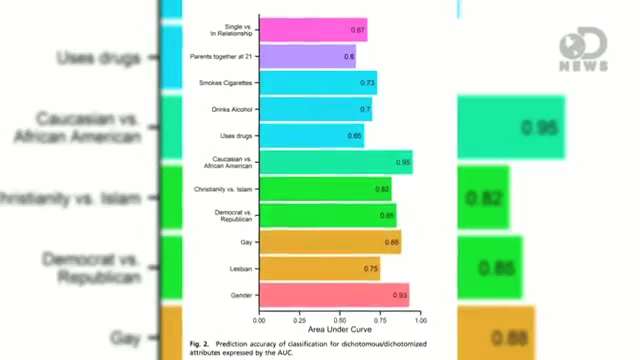 Single vs.
In Relationship
0.67
Parents together at 21
0.6
Smokes Cigarettes
0.73
Drinks Alcohol
0.7
Uses drugs
0.65
Caucasian vs.
African American
0.95
Christianity vs. Islam
0.82
Democrat vs.
Republican
0.85
Gay
0.88
Lesbian
0.75
Gender
0.93
0.00 0.25 0.50 0.75 1.00
Area Under Curve
Fig. 2. Prediction accuracy of classification for dichotomous/dichotomized
attributes expressed by the AUC.
Uses drugs
Caucasian vs.
African American
Christianity vs. Islam
Democrat vs.
Republican
Gay
0.95
0.82
0.85
0.88
D
NEWS